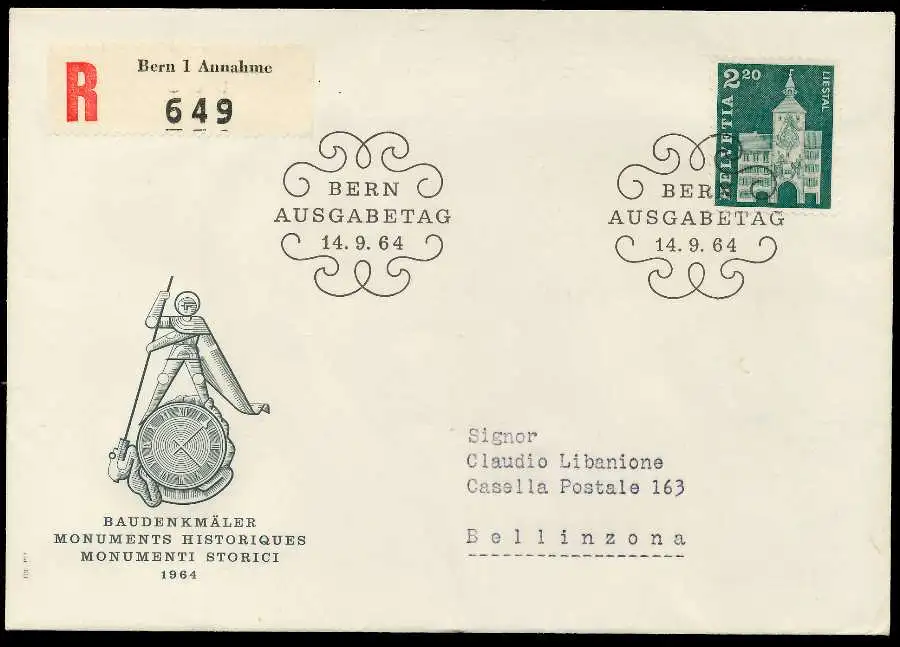 R
Bern 1 Annahme
649
2 20
HELVETIA
LIESTAL
BERN
AUSGABETAG
14. 9. 64
BERN
AUSGABETAG
14. 9. 64
BAUDENKMÄLER
MONUMENTS HISTORIQUES
MONUMENTI STORICI
1964
Signor
Claudio Libanione
Casella Postale 163
Bellinzona